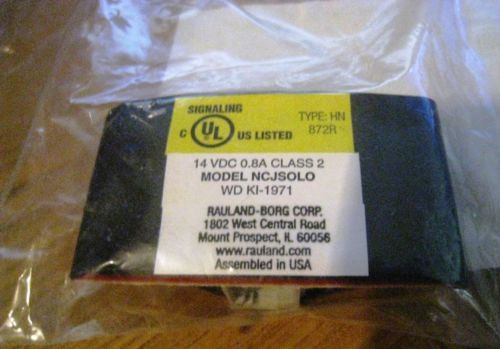 SIGNALING
C UL US LISTED
TYPE: HN
872R
14 VDC 0.8A CLASS 2
MODEL NCJSOLO
WD KI-1971
RAULAND-BORG CORP.
1802 West Central Road
Mount Prospect, IL 60056
www.rauland.com
Assembled in USA